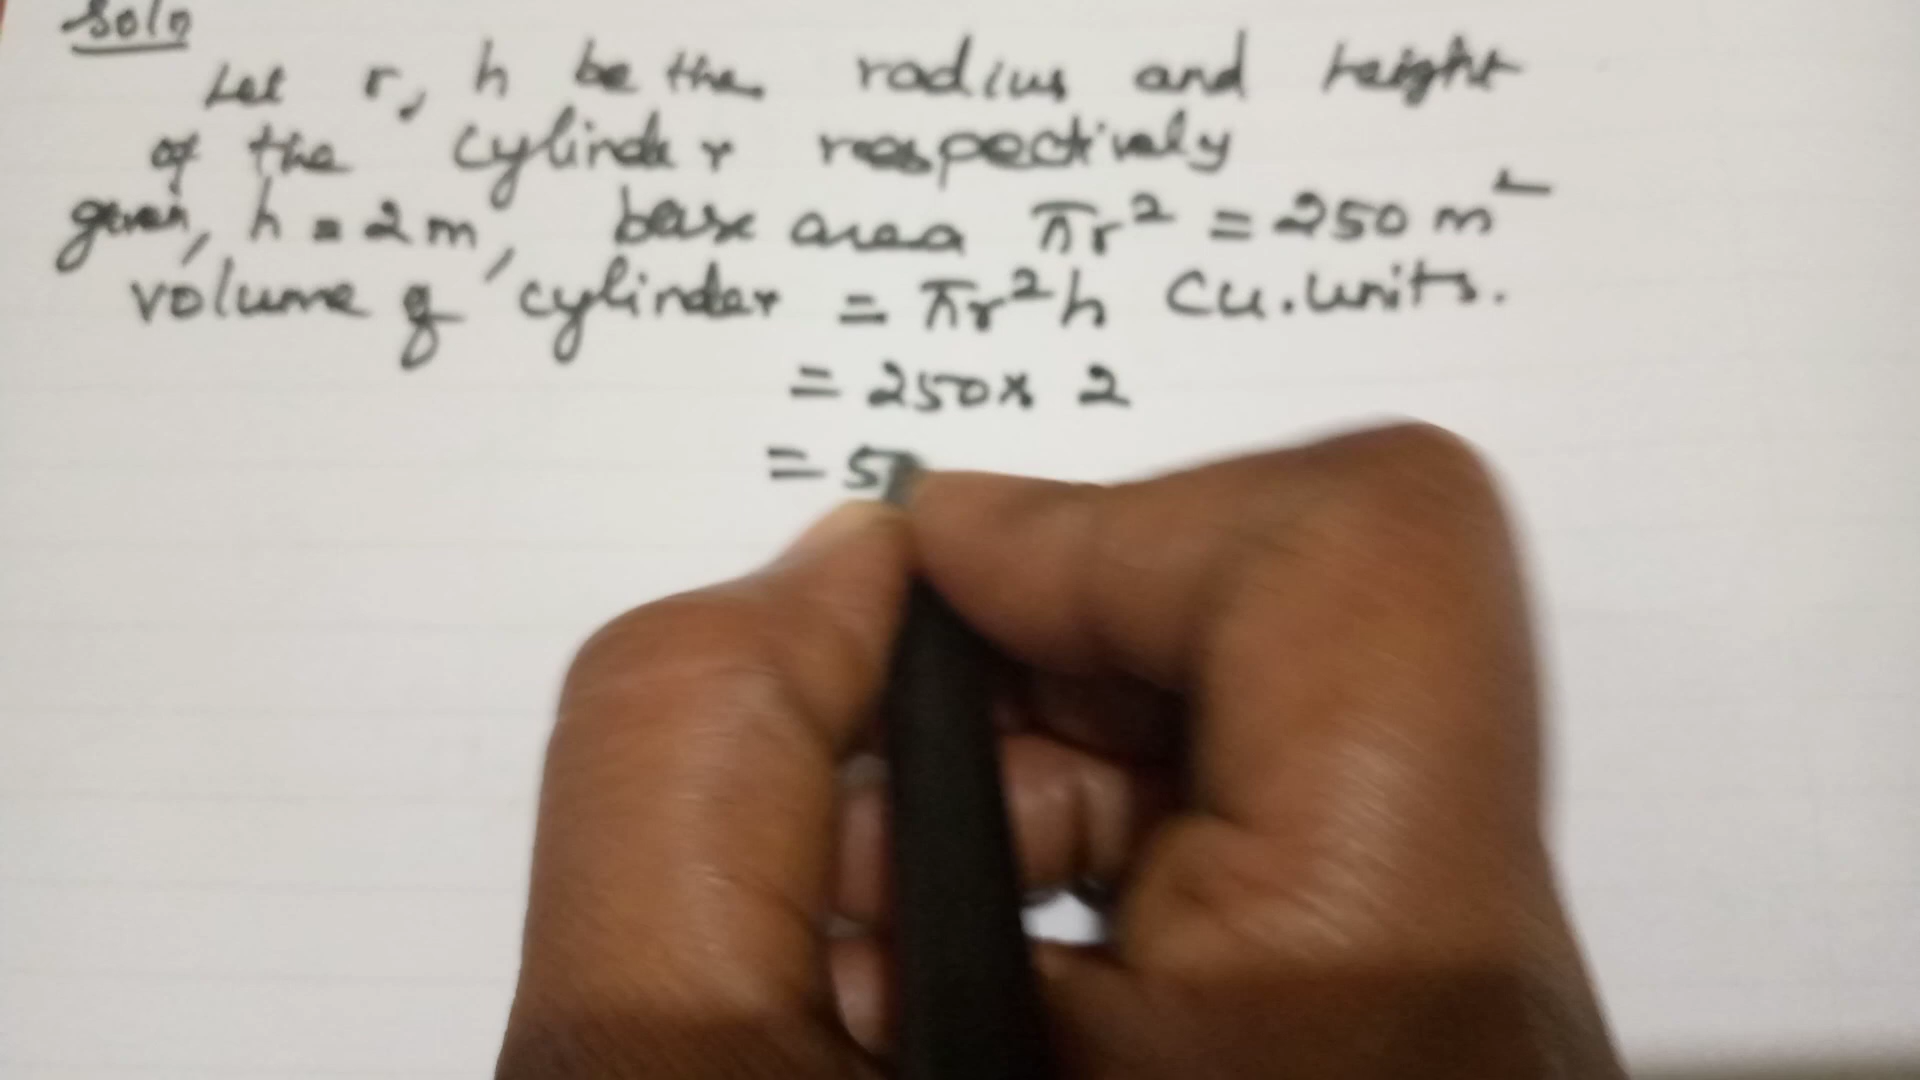 Soln
Let r, h be the radius and height
of the cylinder respectively
given, h = 2m, base area πr² = 250 m²
volume of cylinder = πr²h cu.units.
= 250 × 2
= 5